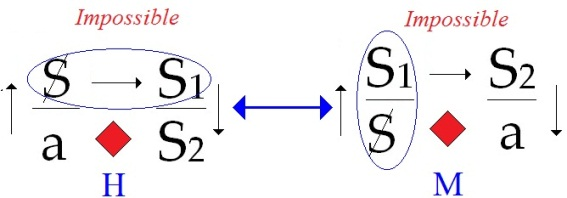 Impossible Impossible
$ → S1 S1 → S2
a S2 $ a
H M